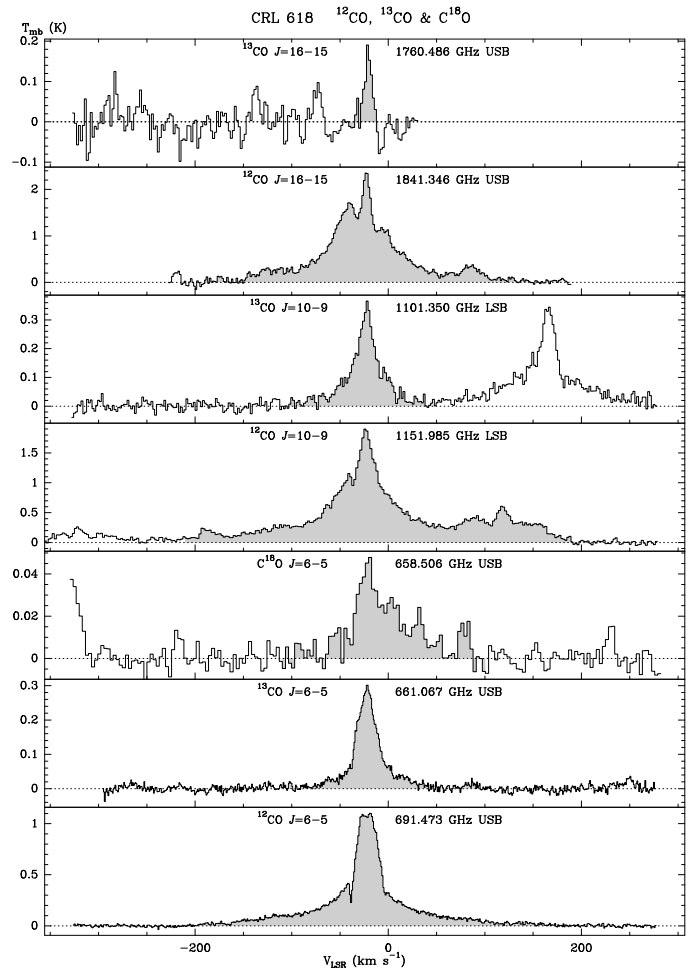 CRL 618 ¹²CO, ¹³CO & C¹⁸O
T_mb (K)
¹³CO J=16−15 1760.486 GHz USB
0.2
0.1
0
−0.1
¹²CO J=16−15 1841.346 GHz USB
2
1
0
¹³CO J=10−9 1101.350 GHz LSB
0.3
0.2
0.1
0
¹²CO J=10−9 1151.985 GHz LSB
1.5
1
0.5
0
C¹⁸O J=6−5 658.506 GHz USB
0.04
0.02
0
¹³CO J=6−5 661.067 GHz USB
0.3
0.2
0.1
0
¹²CO J=6−5 691.473 GHz USB
1
0.5
0
−200 0 200
V_LSR (km s⁻¹)